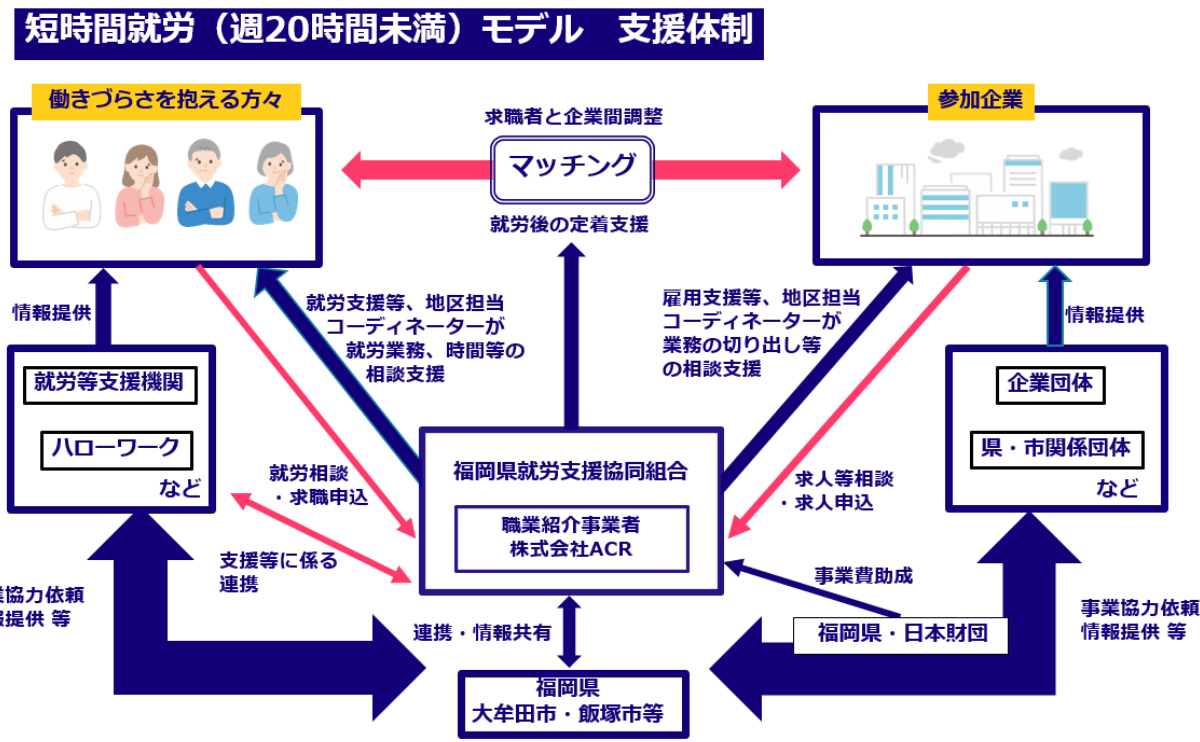 短時間就労（週20時間未満）モデル　支援体制
働きづらさを抱える方々
参加企業
求職者と企業間調整
マッチング
就労後の定着支援
情報提供
就労支援等、地区担当
コーディネーターが
就労業務、時間等の
相談支援
雇用支援等、地区担当
コーディネーターが
業務の切り出し等
の相談支援
情報提供
就労等支援機関
ハローワーク
など
企業団体
県・市関係団体
など
福岡県就労支援協同組合
職業紹介事業者
株式会社ACR
就労相談
・求職申込
求人等相談
・求人申込
支援等に係る
連携
事業費助成
福岡県・日本財団
協力依頼
提供 等
事業協力依頼
情報提供 等
連携・情報共有
福岡県
大牟田市・飯塚市等